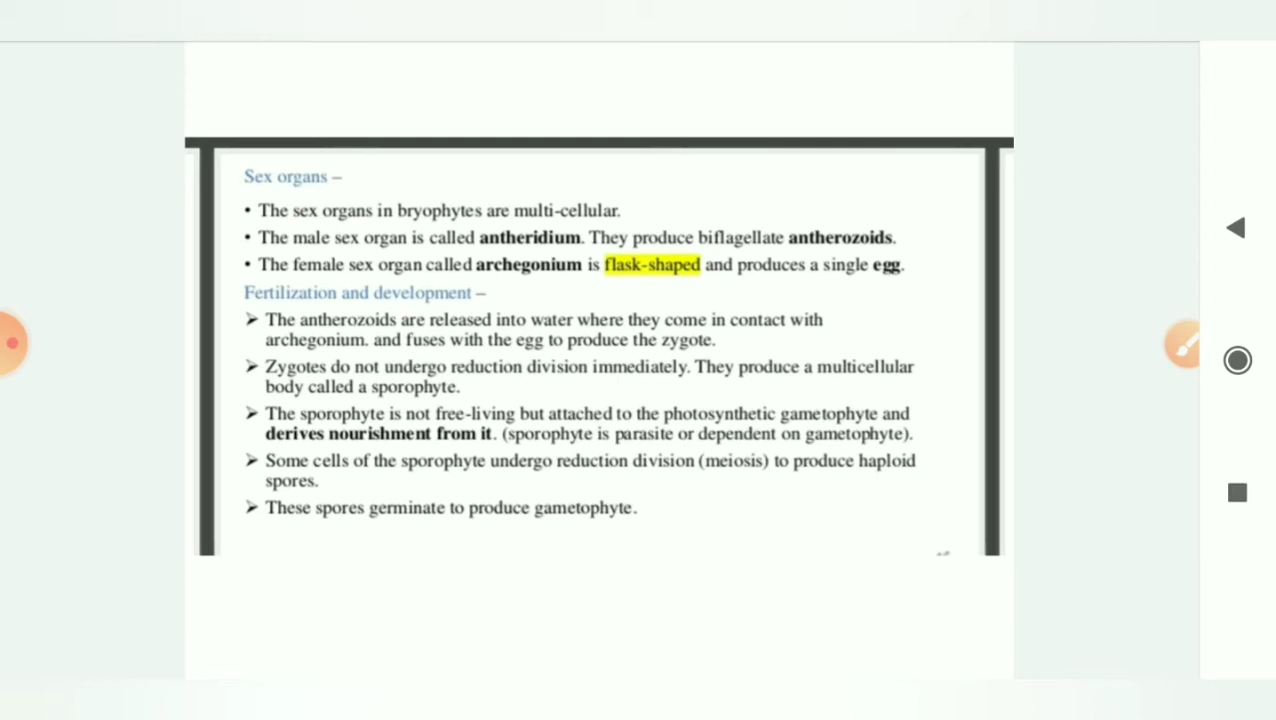 Sex organs –
• The sex organs in bryophytes are multi-cellular.
• The male sex organ is called antheridium. They produce biflagellate antherozoids.
• The female sex organ called archegonium is flask-shaped and produces a single egg.
Fertilization and development –
➢ The antherozoids are released into water where they come in contact with
archegonium. and fuses with the egg to produce the zygote.
➢ Zygotes do not undergo reduction division immediately. They produce a multicellular
body called a sporophyte.
➢ The sporophyte is not free-living but attached to the photosynthetic gametophyte and
derives nourishment from it. (sporophyte is parasite or dependent on gametophyte).
➢ Some cells of the sporophyte undergo reduction division (meiosis) to produce haploid
spores.
➢ These spores germinate to produce gametophyte.